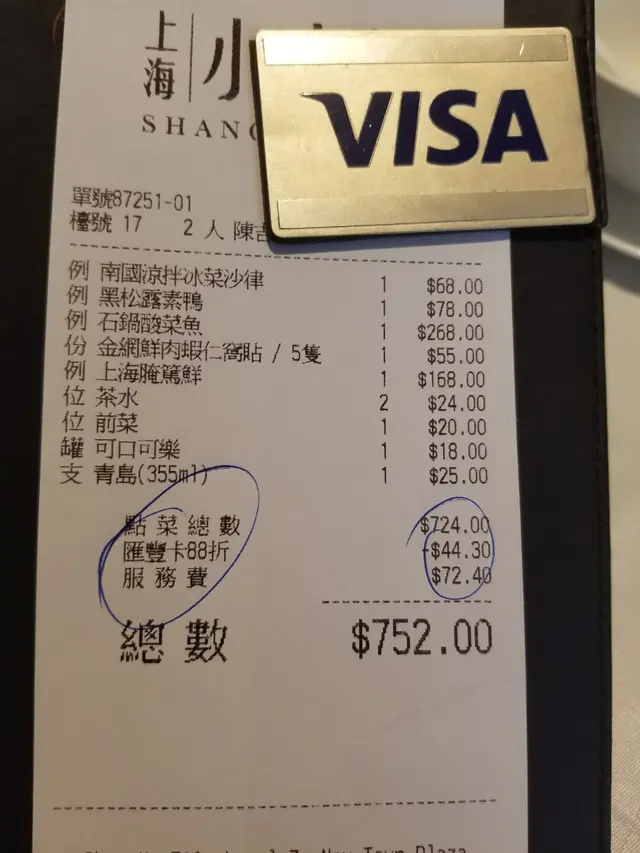 上海 小
SHANG
VISA
單號87251-01
檯號 17 2 人 陳
例 南國涼拌冰菜沙律 1 $68.00
例 黑松露素鴨 1 $78.00
例 石鍋酸菜魚 1 $268.00
份 金網鮮肉蝦仁窩貼 / 5隻 1 $55.00
例 上海腌篤鮮 1 $168.00
位 茶水 2 $24.00
位 前菜 1 $20.00
罐 可口可樂 1 $18.00
支 青島(355ml) 1 $25.00
點菜總數 $724.00
匯豐卡88折 -$44.30
服務費 $72.40
總數 $752.00
New Town Plaza